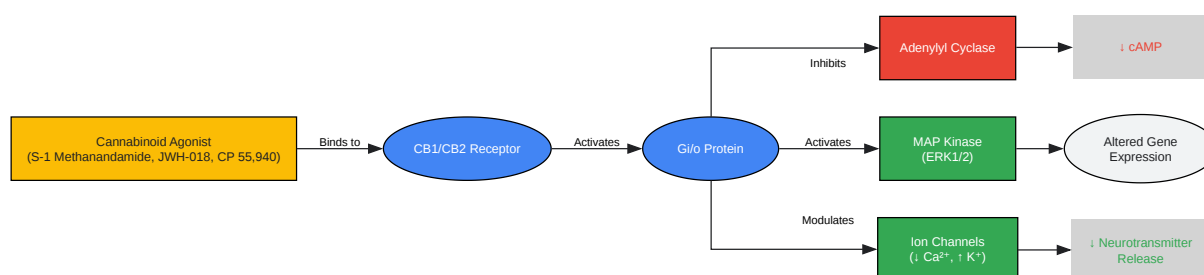 Cannabinoid Agonist
(S-1 Methanandamide, JWH-018, CP 55,940)
Binds to
CB1/CB2 Receptor
Activates
Gi/o Protein
Inhibits
Adenylyl Cyclase
↓ cAMP
Activates
MAP Kinase
(ERK1/2)
Altered Gene
Expression
Modulates
Ion Channels
(↓ Ca²⁺, ↑ K⁺)
↓ Neurotransmitter
Release